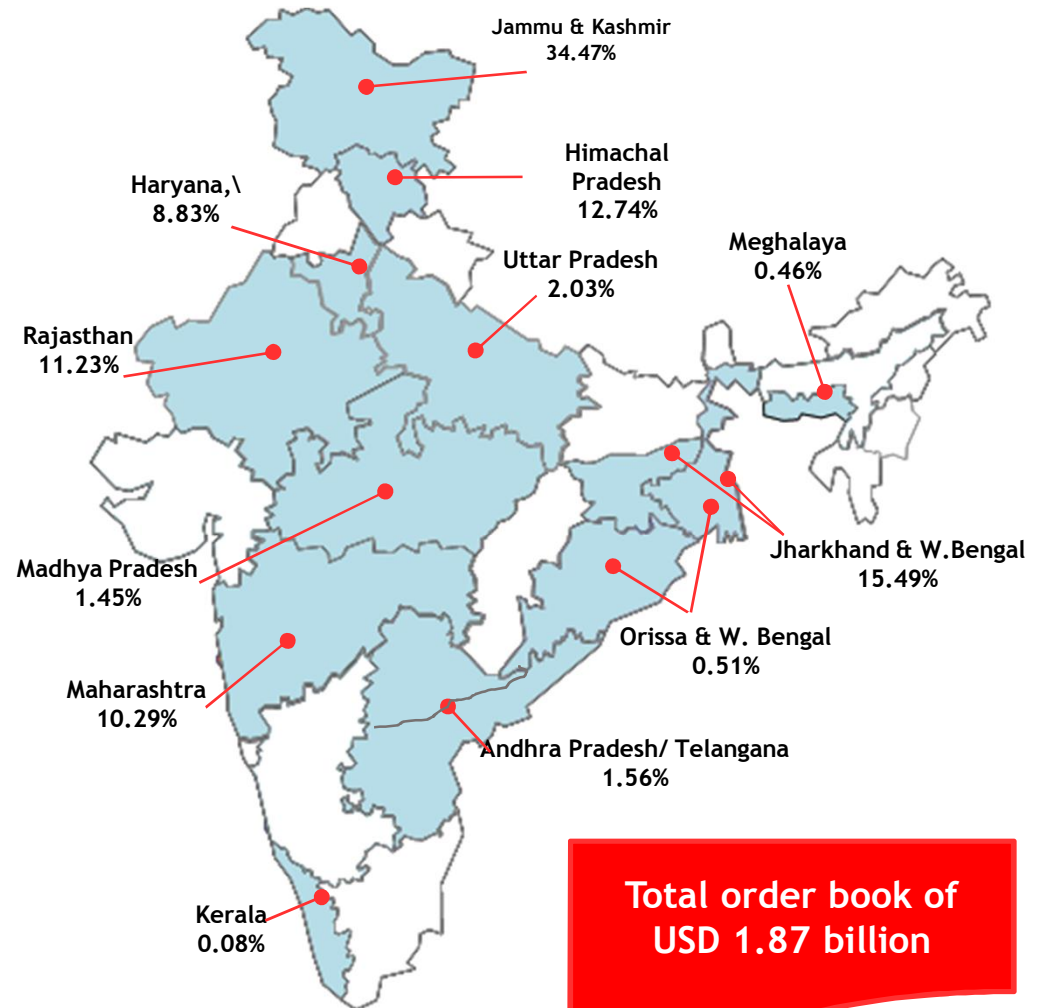 Jammu & Kashmir
34.47%
Himachal
Pradesh
12.74%
Haryana,\
8.83%
Meghalaya
0.46%
Uttar Pradesh
2.03%
Rajasthan
11.23%
Jharkhand & W.Bengal
15.49%
Madhya Pradesh
1.45%
Orissa & W. Bengal
0.51%
Maharashtra
10.29%
Andhra Pradesh/ Telangana
1.56%
Kerala
0.08%
Total order book of
USD 1.87 billion